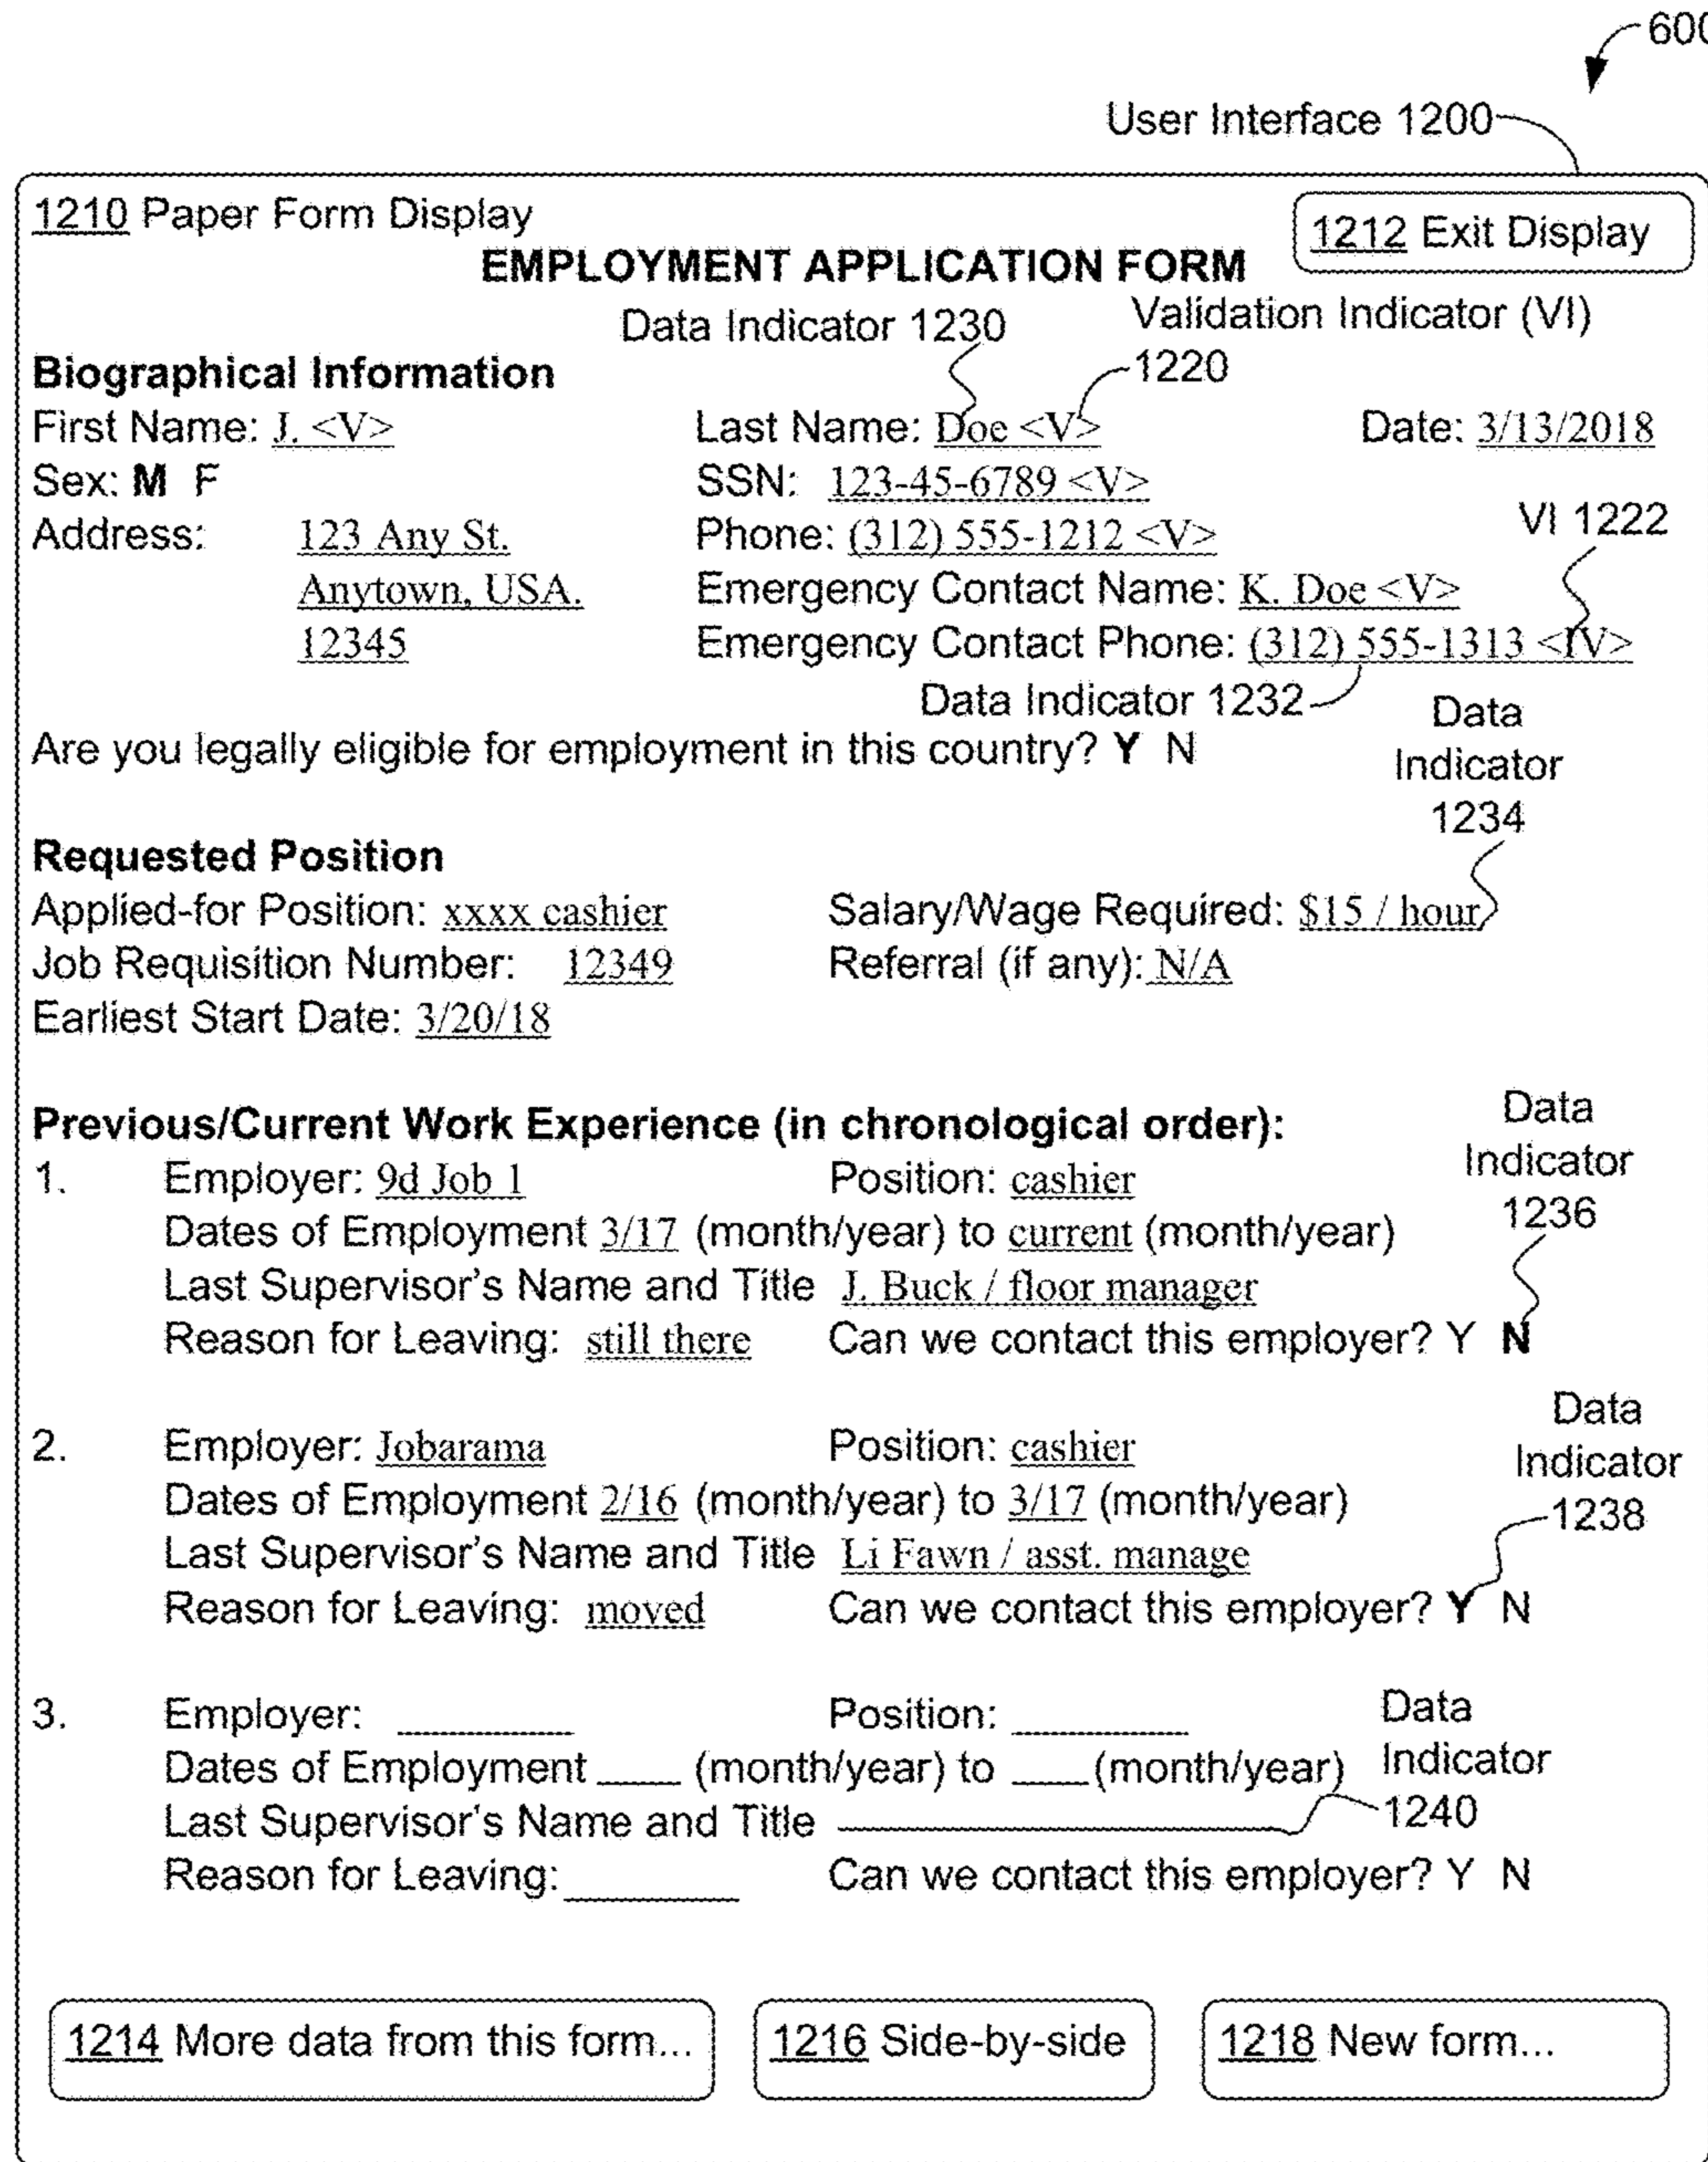 600
User Interface 1200
1210 Paper Form Display
1212 Exit Display
EMPLOYMENT APPLICATION FORM
Data Indicator 1230
Validation Indicator (VI)
1220
Biographical Information
First Name: J. <V> Last Name: Doe <V> Date: 3/13/2018
Sex: M F SSN: 123-45-6789 <V>
Address: 123 Any St. Phone: (312) 555-1212 <V> VI 1222
Anytown, USA. Emergency Contact Name: K. Doe <V>
12345 Emergency Contact Phone: (312) 555-1313 <IV>
Data Indicator 1232
Are you legally eligible for employment in this country? Y N
Data
Indicator
1234
Requested Position
Applied-for Position: xxxx cashier Salary/Wage Required: $15 / hour
Job Requisition Number: 12349 Referral (if any): N/A
Earliest Start Date: 3/20/18
Previous/Current Work Experience (in chronological order):
Data
Indicator
1236
1. Employer: 9d Job 1 Position: cashier
Dates of Employment 3/17 (month/year) to current (month/year)
Last Supervisor's Name and Title J. Buck / floor manager
Reason for Leaving: still there Can we contact this employer? Y N
Data
Indicator
1238
2. Employer: Jobarama Position: cashier
Dates of Employment 2/16 (month/year) to 3/17 (month/year)
Last Supervisor's Name and Title Li Fawn / asst. manage
Reason for Leaving: moved Can we contact this employer? Y N
3. Employer: Position:
Data
Indicator
1240
Dates of Employment (month/year) to (month/year)
Last Supervisor's Name and Title
Reason for Leaving: Can we contact this employer? Y N
1214 More data from this form...
1216 Side-by-side
1218 New form...